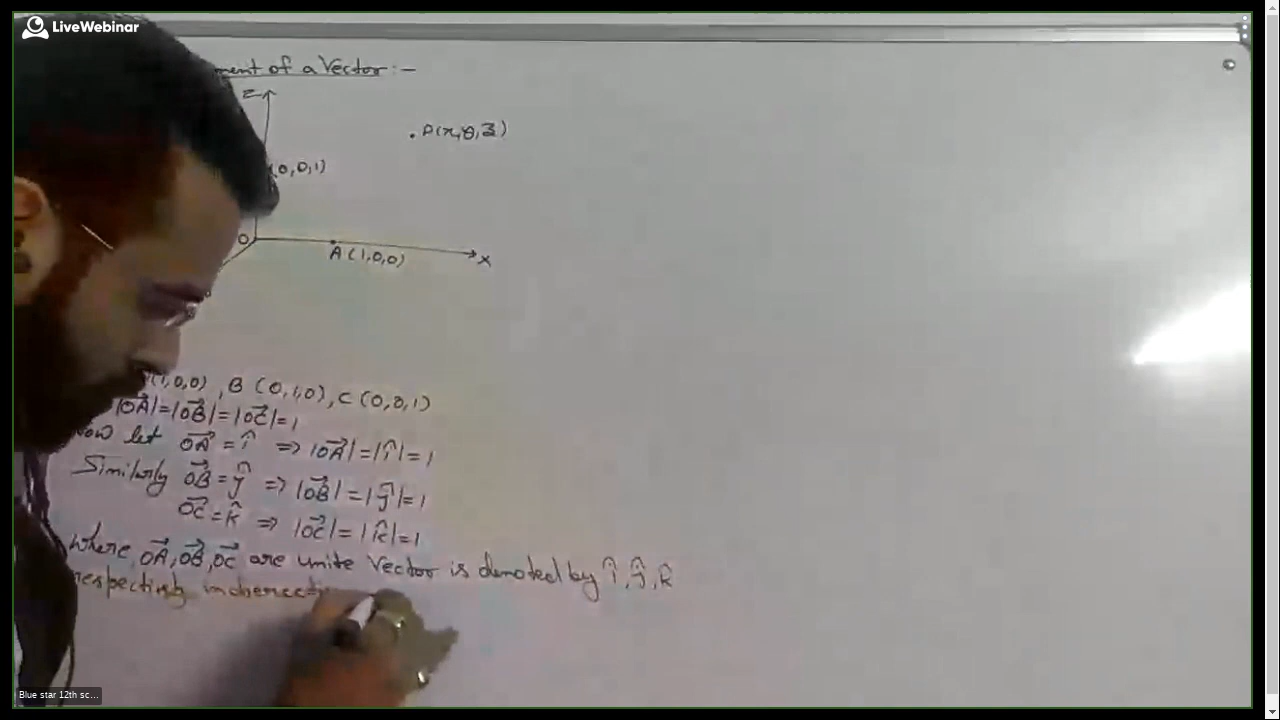 LiveWebinar
ment of a Vector :-
Z
P(x,y,z)
(0,0,1)
O
A (1,0,0)
X
(1,0,0) , B (0,1,0), C (0,0,1)
|OA|=|OB|=|OC|=1
Now let OA = î => |OA|=|î|=1
Similarly OB = ĵ => |OB|=|ĵ|=1
OC = k̂ => |OC|=|k̂|=1
Where OA, OB, OC are unite Vector is denoted by î, ĵ, k̂
Blue star 12th sc...